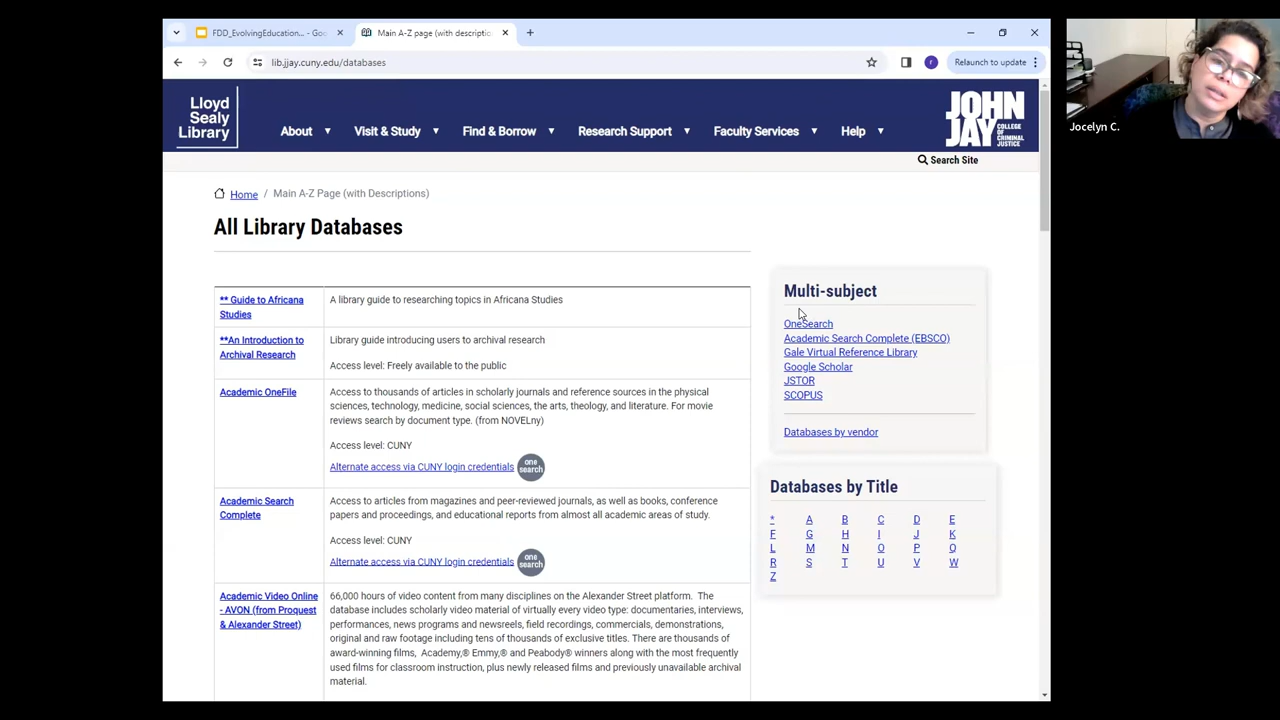 FDD_EvolvingEducation... - Goo
Main A-Z page (with descriptio
lib.jjay.cuny.edu/databases
r
Relaunch to update
Lloyd
Sealy
Library
About
Visit & Study
Find & Borrow
Research Support
Faculty Services
Help
JOHN
JAY
COLLEGE
OF
CRIMINAL
JUSTICE
Search Site
Home / Main A-Z Page (with Descriptions)
All Library Databases
** Guide to Africana
Studies
A library guide to researching topics in Africana Studies
**An Introduction to
Archival Research
Library guide introducing users to archival research
Access level: Freely available to the public
Academic OneFile
Access to thousands of articles in scholarly journals and reference sources in the physical
sciences, technology, medicine, social sciences, the arts, theology, and literature. For movie
reviews search by document type. (from NOVELny)
Access level: CUNY
Alternate access via CUNY login credentials
one
search
Academic Search
Complete
Access to articles from magazines and peer-reviewed journals, as well as books, conference
papers and proceedings, and educational reports from almost all academic areas of study.
Access level: CUNY
Alternate access via CUNY login credentials
one
search
Academic Video Online
- AVON (from Proquest
& Alexander Street)
66,000 hours of video content from many disciplines on the Alexander Street platform. The
database includes scholarly video material of virtually every video type: documentaries, interviews,
performances, news programs and newsreels, field recordings, commercials, demonstrations,
original and raw footage including tens of thousands of exclusive titles. There are thousands of
award-winning films, Academy,® Emmy,® and Peabody® winners along with the most frequently
used films for classroom instruction, plus newly released films and previously unavailable archival
material.
Multi-subject
OneSearch
Academic Search Complete (EBSCO)
Gale Virtual Reference Library
Google Scholar
JSTOR
SCOPUS
Databases by vendor
Databases by Title
* A B C D E
F G H I J K
L M N O P Q
R S T U V W
Z
Jocelyn C.